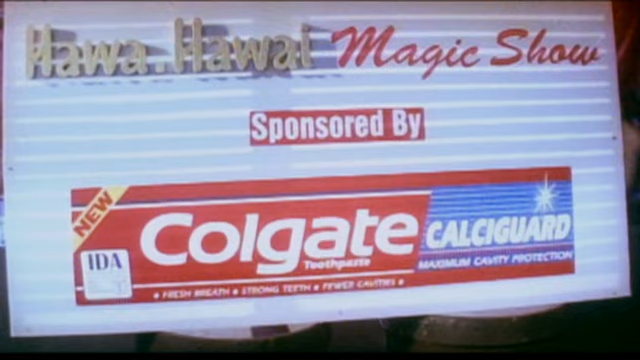 Hawa.Hawai Magic Show
Sponsored By
NEW
Colgate
Toothpaste
CALCIGUARD
MAXIMUM CAVITY PROTECTION
IDA
• FRESH BREATH • STRONG TEETH • FEWER CAVITIES •